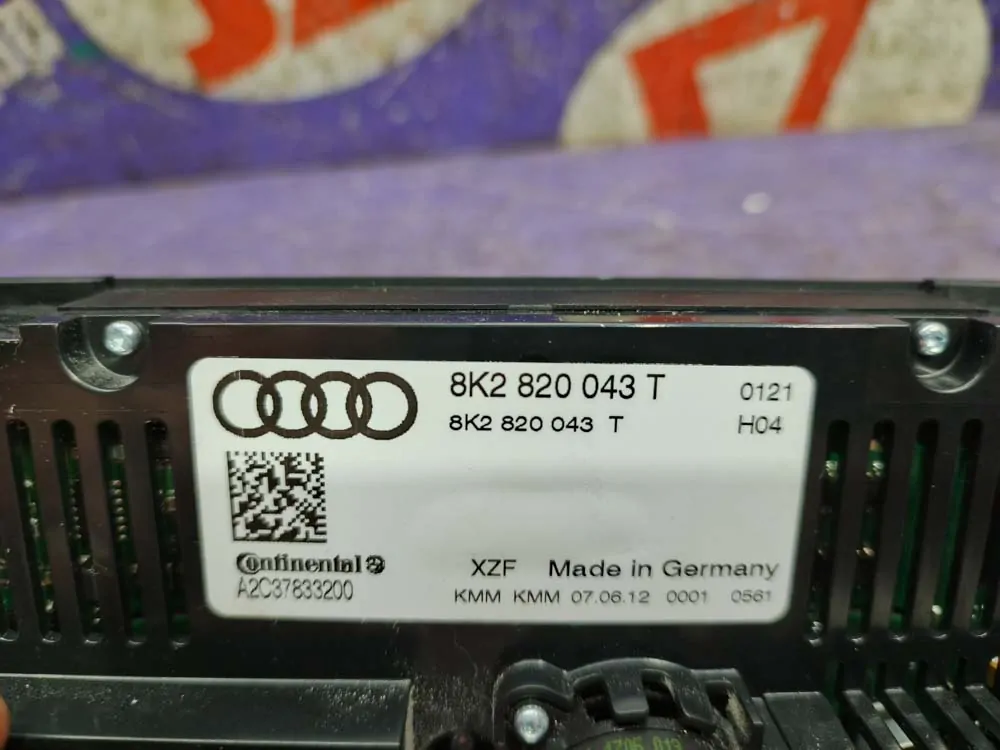 8K2 820 043 T 0121
8K2 820 043 T H04
Continental
A2C37833200
XZF Made in Germany
KMM KMM 07.06.12 0001 0561